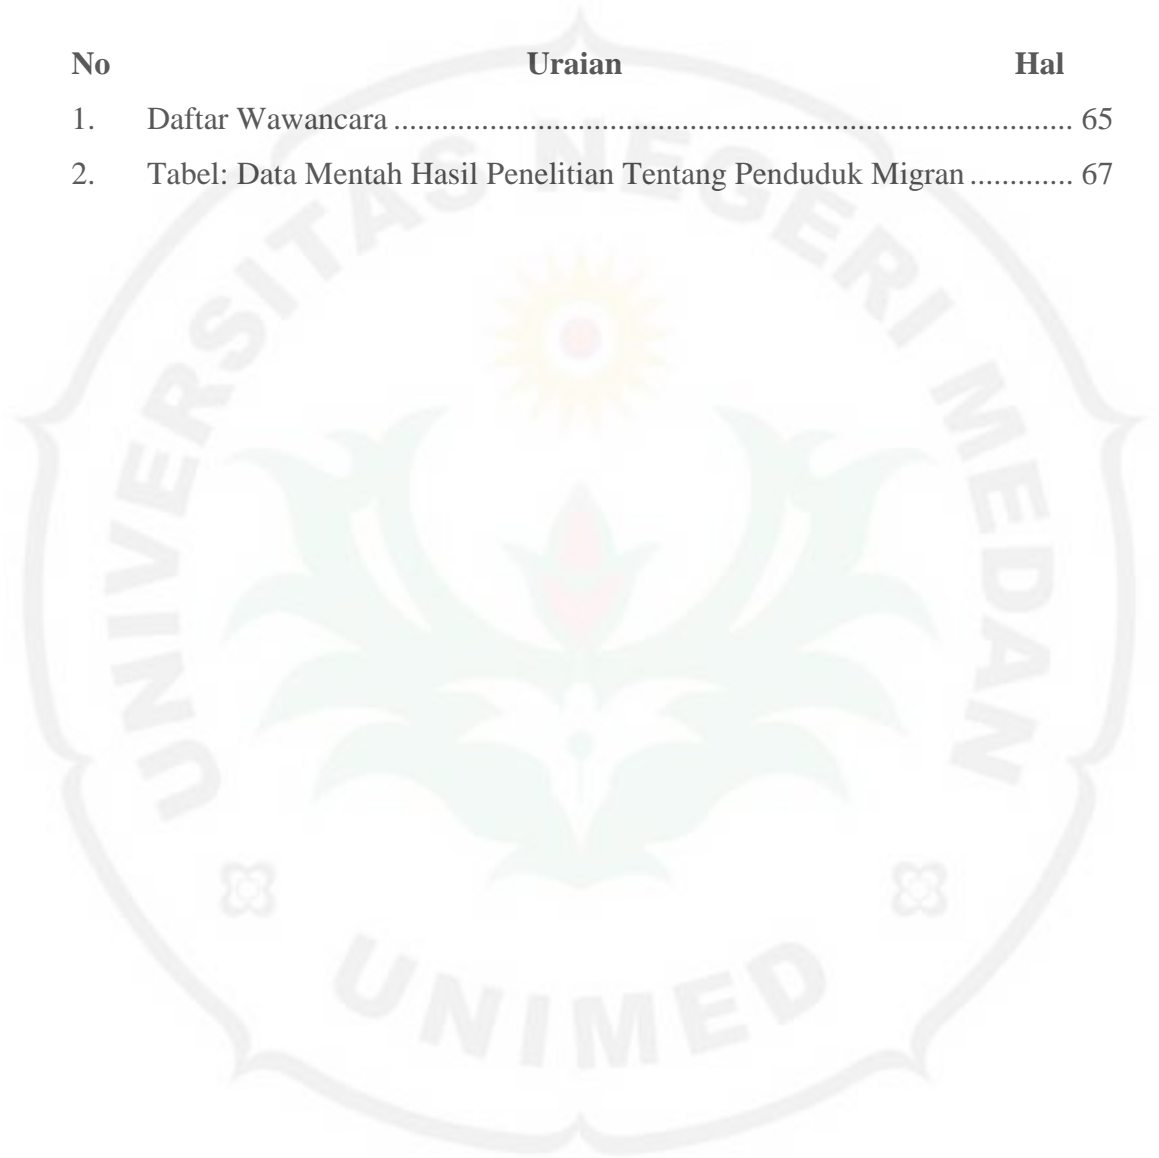 No Uraian Hal
1. Daftar Wawancara ................................................................................... 65
2. Tabel: Data Mentah Hasil Penelitian Tentang Penduduk Migran ............. 67
UNIVERSITAS NEGERI MEDAN
UNIMED